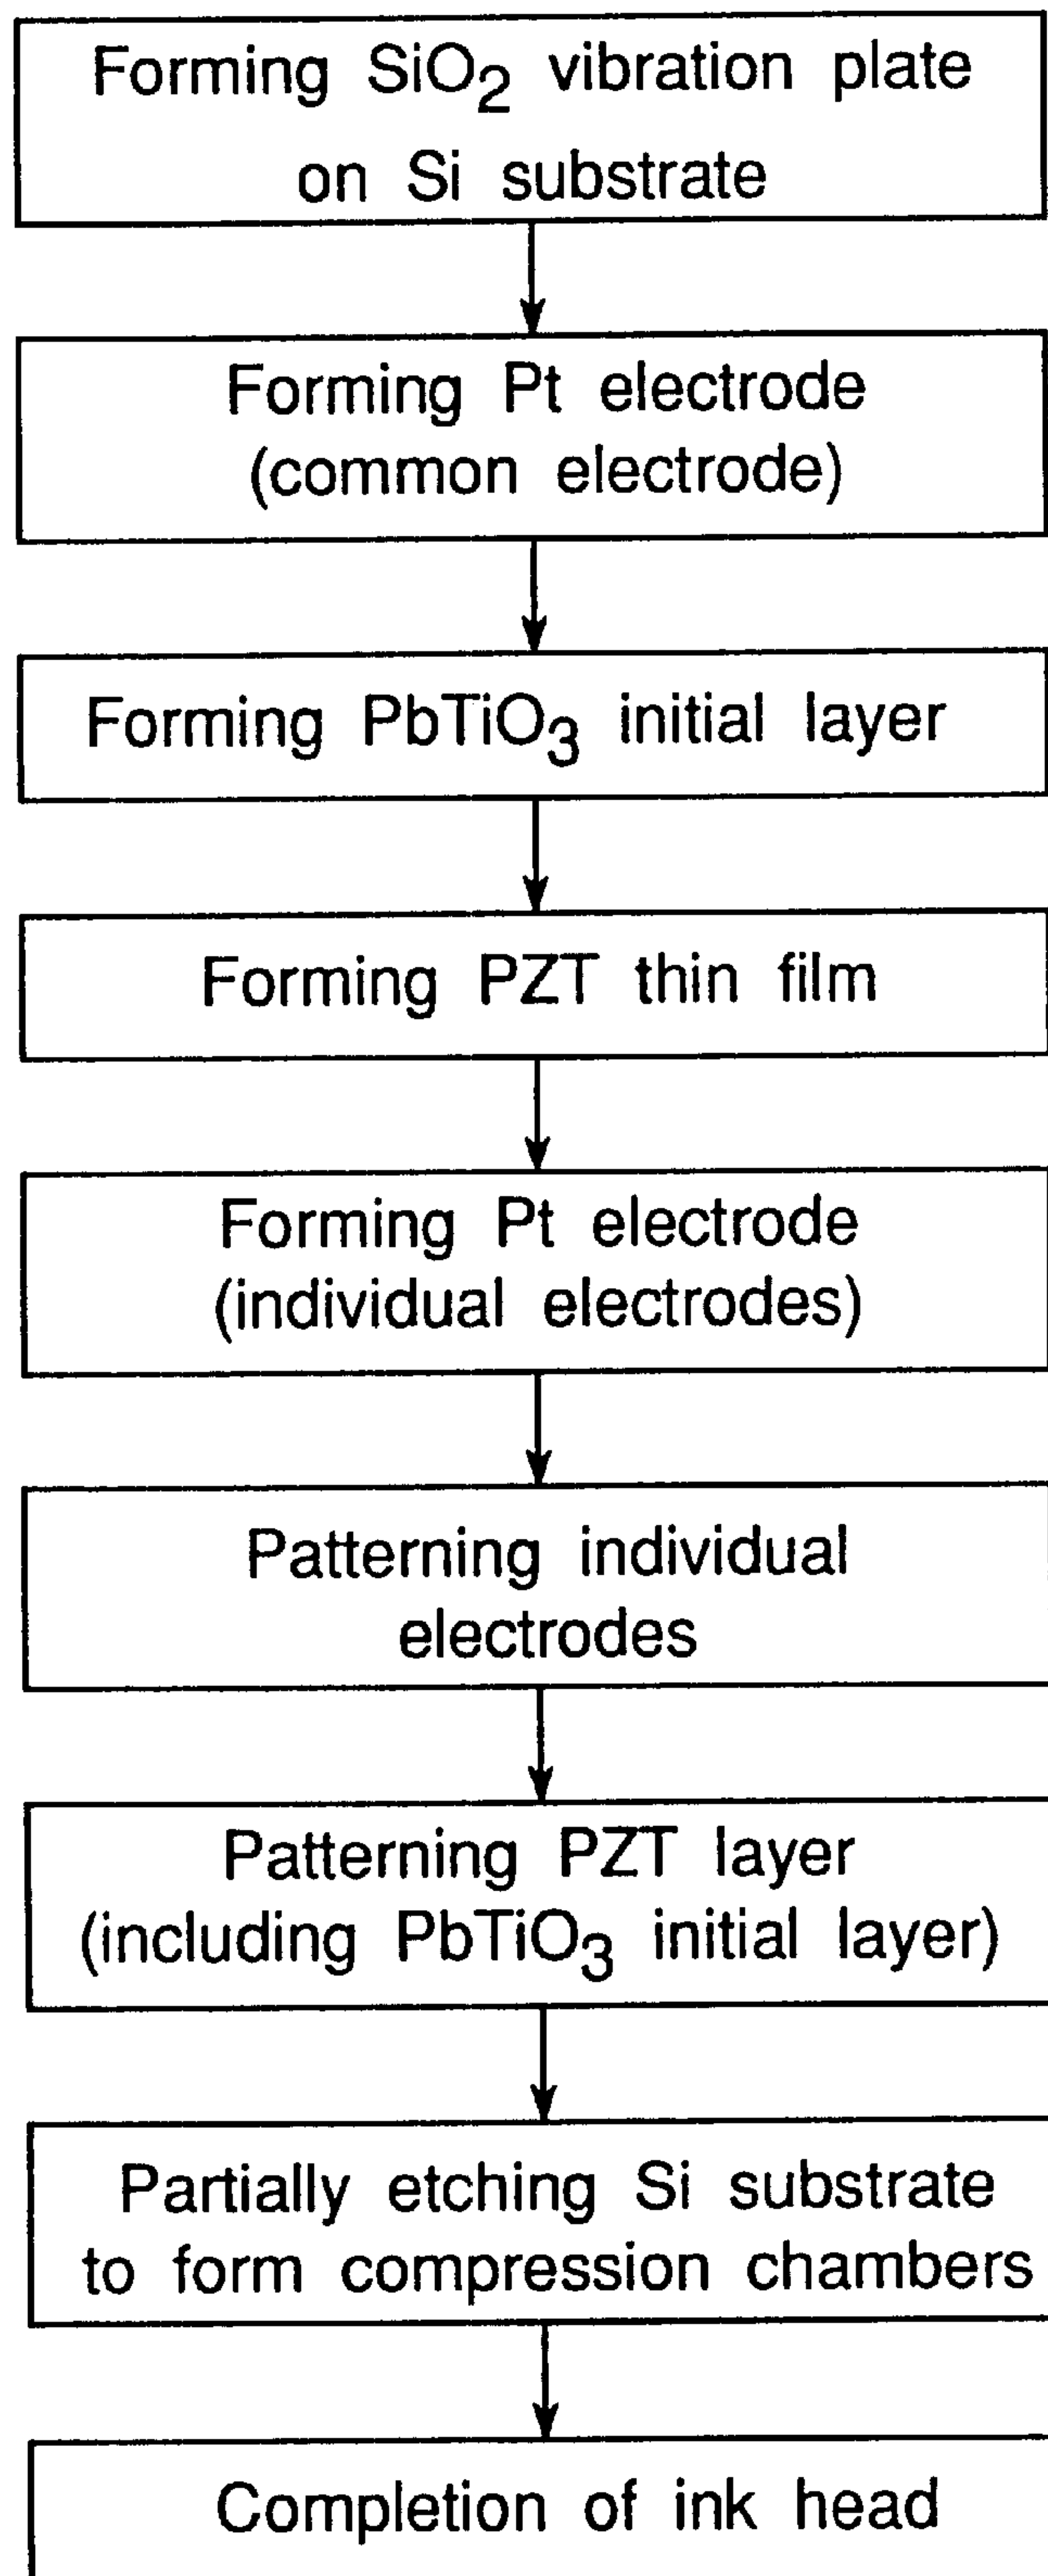 Forming SiO2 vibration plate
on Si substrate
Forming Pt electrode
(common electrode)
Forming PbTiO3 initial layer
Forming PZT thin film
Forming Pt electrode
(individual electrodes)
Patterning individual
electrodes
Patterning PZT layer
(including PbTiO3 initial layer)
Partially etching Si substrate
to form compression chambers
Completion of ink head